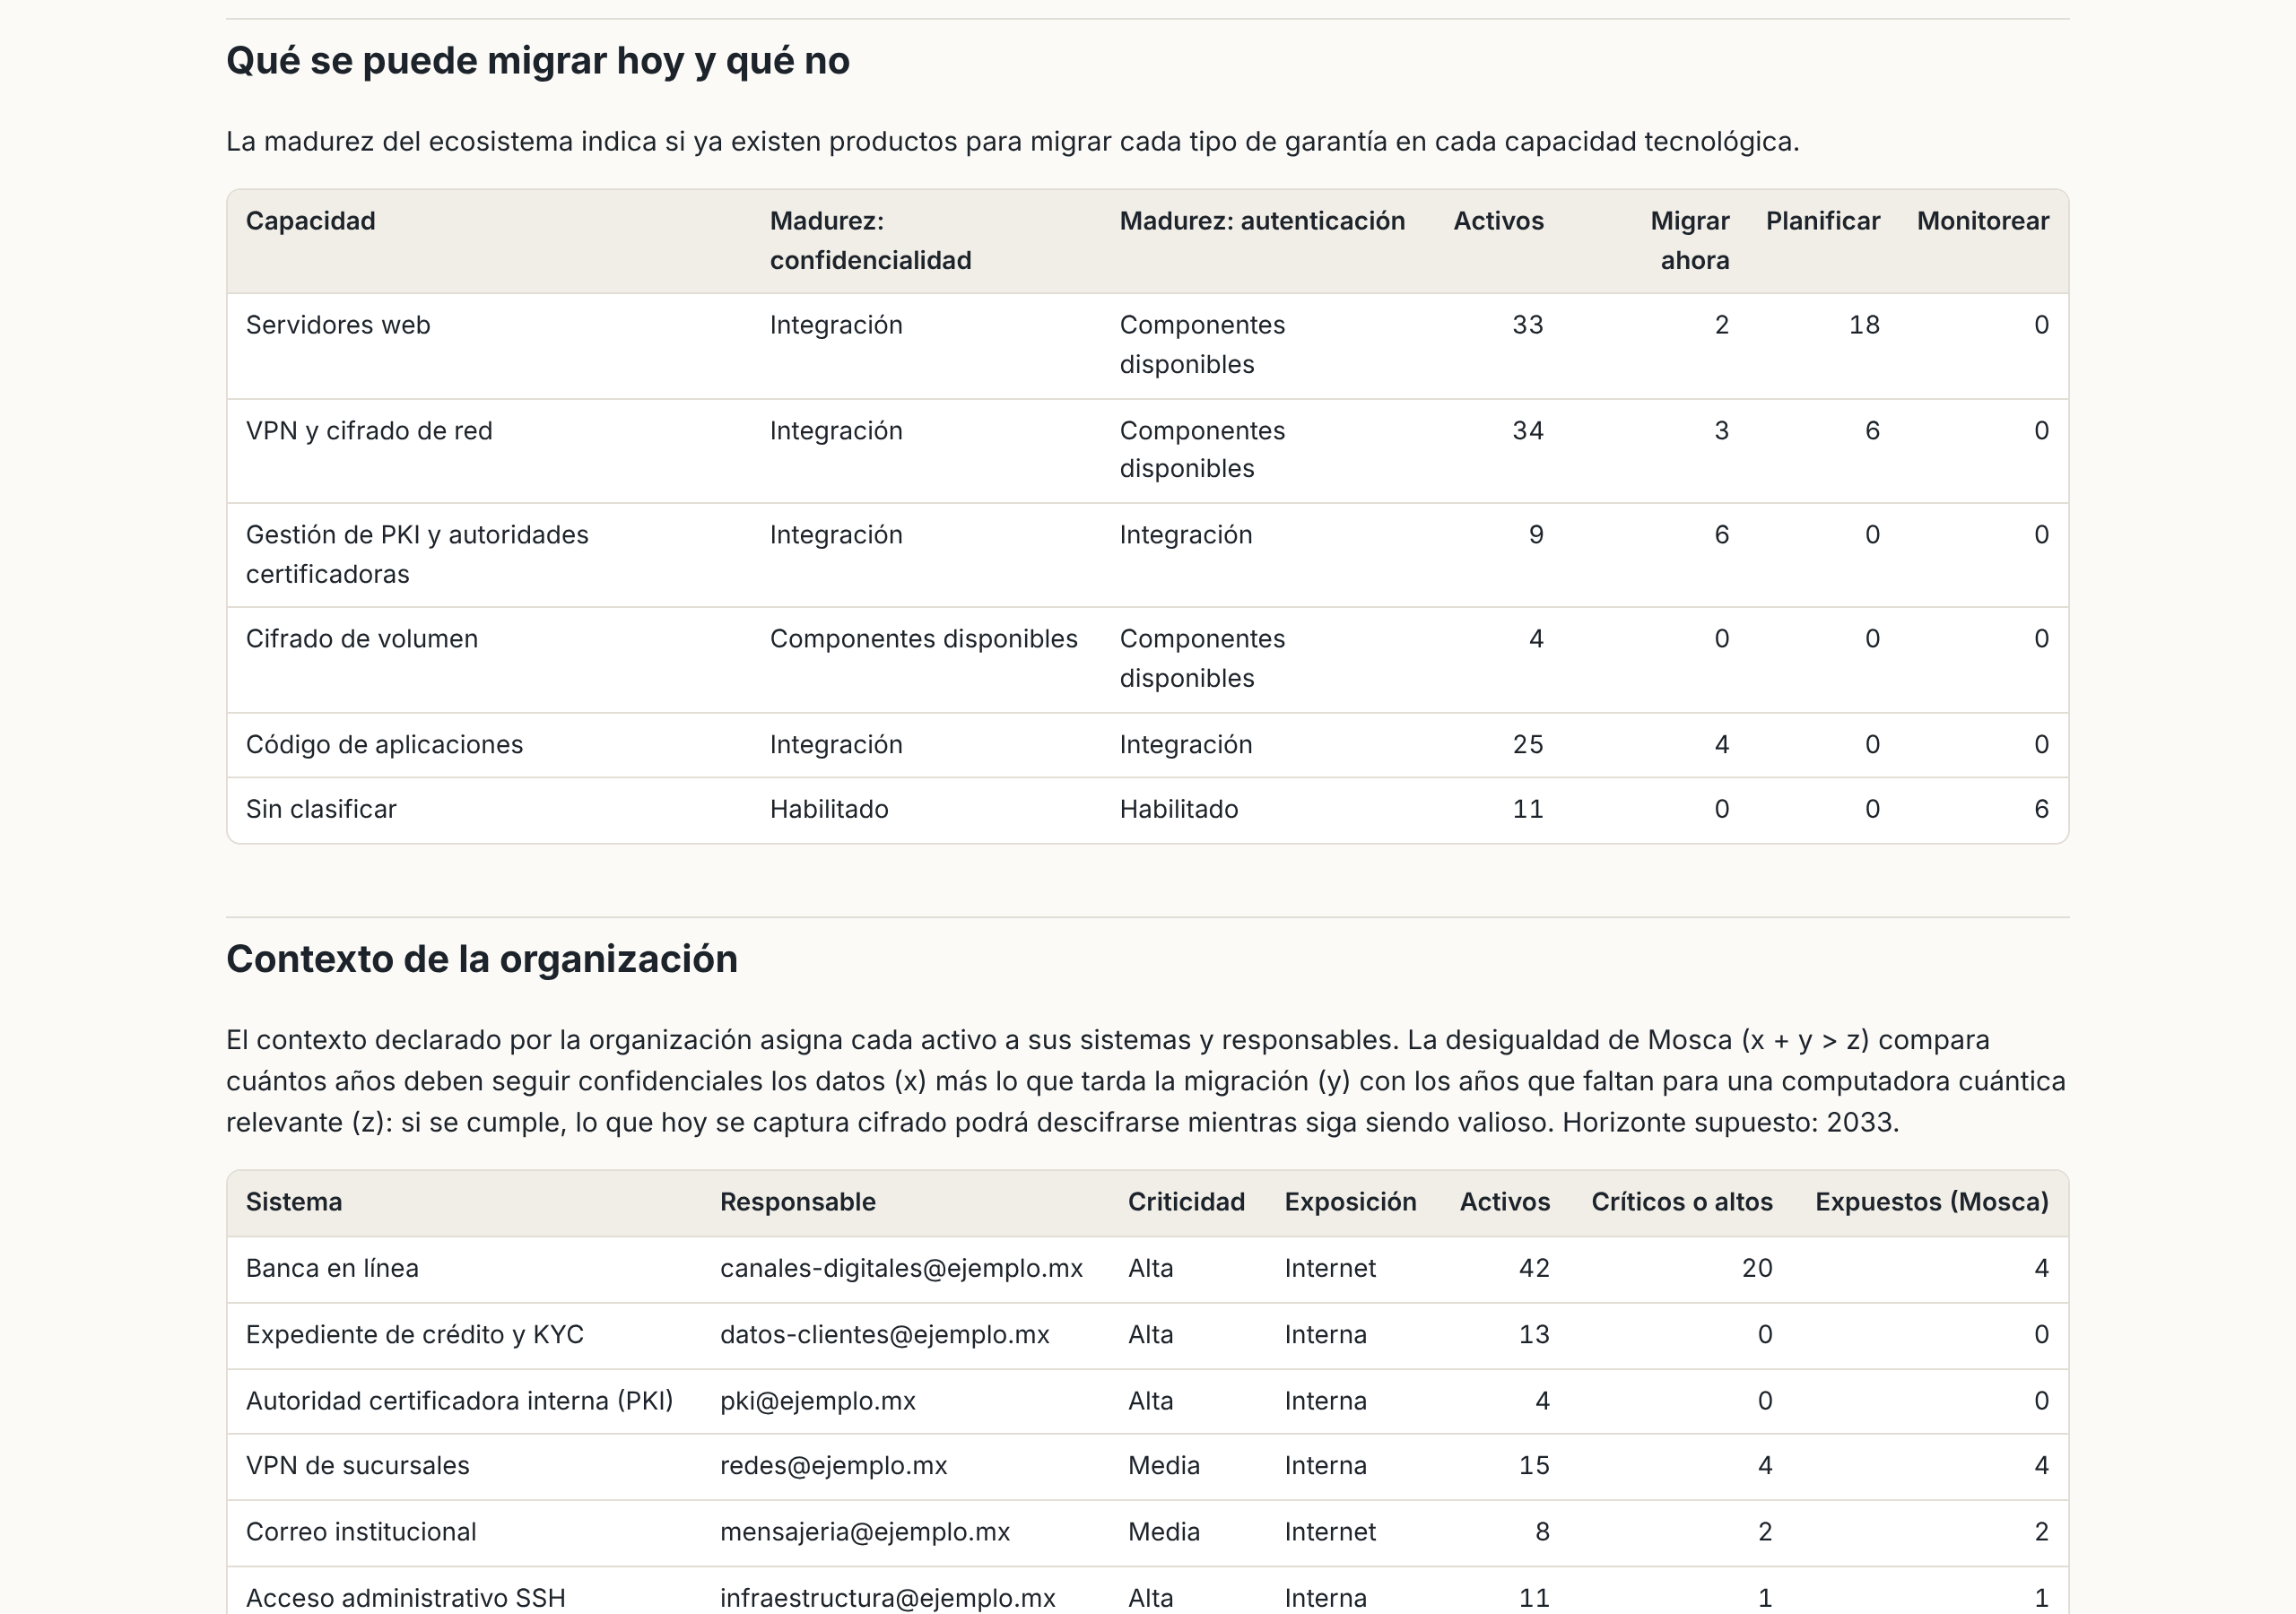 Qué se puede migrar hoy y qué no
La madurez del ecosistema indica si ya existen productos para migrar cada tipo de garantía en cada capacidad tecnológica.
Capacidad Madurez: confidencialidad Madurez: autenticación Activos Migrar ahora Planificar Monitorear
Servidores web Integración Componentes disponibles 33 2 18 0
VPN y cifrado de red Integración Componentes disponibles 34 3 6 0
Gestión de PKI y autoridades certificadoras Integración Integración 9 6 0 0
Cifrado de volumen Componentes disponibles Componentes disponibles 4 0 0 0
Código de aplicaciones Integración Integración 25 4 0 0
Sin clasificar Habilitado Habilitado 11 0 0 6
Contexto de la organización
El contexto declarado por la organización asigna cada activo a sus sistemas y responsables. La desigualdad de Mosca (x + y > z) compara
cuántos años deben seguir confidenciales los datos (x) más lo que tarda la migración (y) con los años que faltan para una computadora cuántica
relevante (z): si se cumple, lo que hoy se captura cifrado podrá descifrarse mientras siga siendo valioso. Horizonte supuesto: 2033.
Sistema Responsable Criticidad Exposición Activos Críticos o altos Expuestos (Mosca)
Banca en línea canales-digitales@ejemplo.mx Alta Internet 42 20 4
Expediente de crédito y KYC datos-clientes@ejemplo.mx Alta Interna 13 0 0
Autoridad certificadora interna (PKI) pki@ejemplo.mx Alta Interna 4 0 0
VPN de sucursales redes@ejemplo.mx Media Interna 15 4 4
Correo institucional mensajeria@ejemplo.mx Media Internet 8 2 2
Acceso administrativo SSH infraestructura@ejemplo.mx Alta Interna 11 1 1